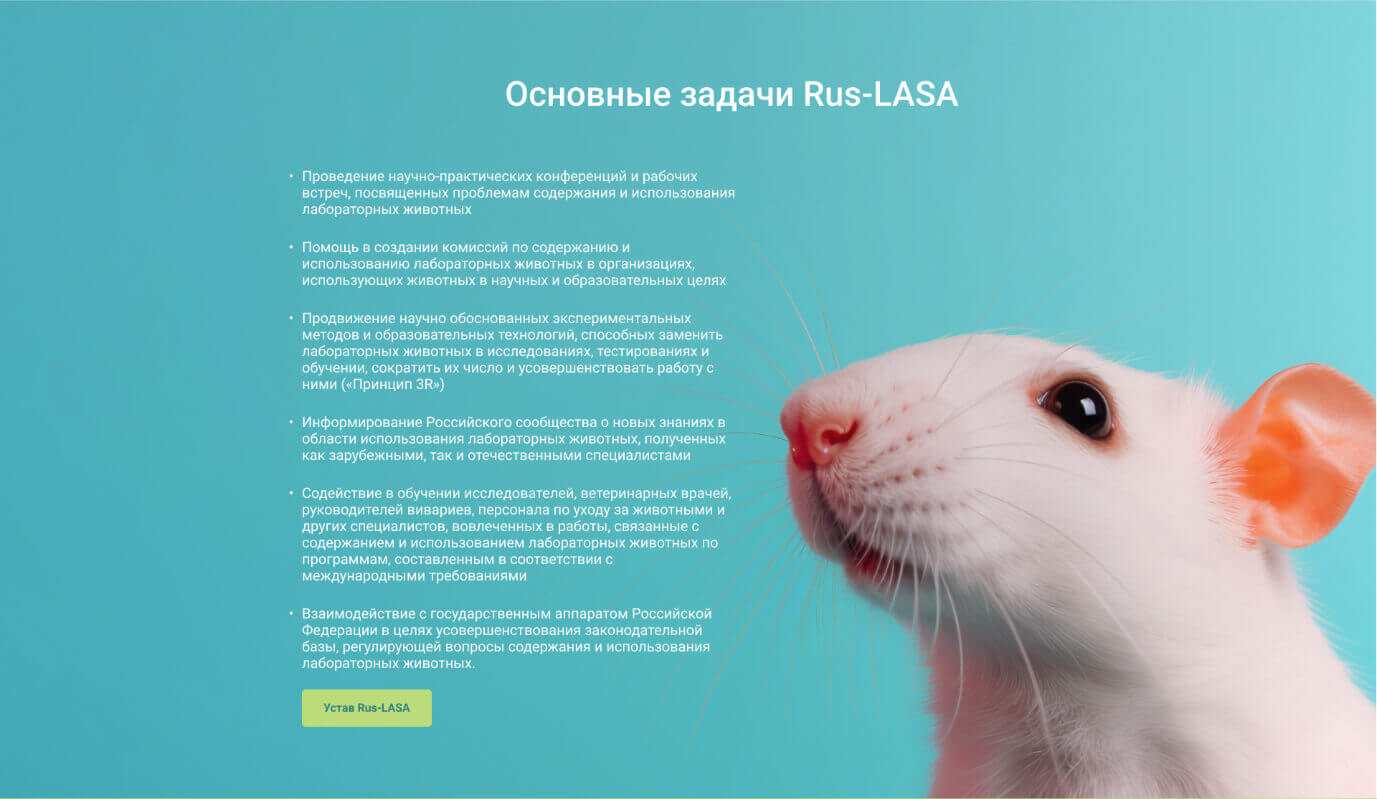 Основные задачи Rus-LASA
• Проведение научно-практических конференций и рабочих
встреч, посвященных проблемам содержания и использования
лабораторных животных
• Помощь в создании комиссий по содержанию и
использованию лабораторных животных в организациях,
использующих животных в научных и образовательных целях
• Продвижение научно обоснованных экспериментальных
методов и образовательных технологий, способных заменить
лабораторных животных в исследованиях, тестированиях и
обучении, сократить их число и усовершенствовать работу с
ними («Принцип 3R»)
• Информирование Российского сообщества о новых знаниях в
области использования лабораторных животных, полученных
как зарубежными, так и отечественными специалистами
• Содействие в обучении исследователей, ветеринарных врачей,
руководителей вивариев, персонала по уходу за животными и
других специалистов, вовлеченных в работы, связанные с
содержанием и использованием лабораторных животных по
программам, составленным в соответствии с
международными требованиями
• Взаимодействие с государственным аппаратом Российской
Федерации в целях усовершенствования законодательной
базы, регулирующей вопросы содержания и использования
лабораторных животных.
Устав Rus-LASA